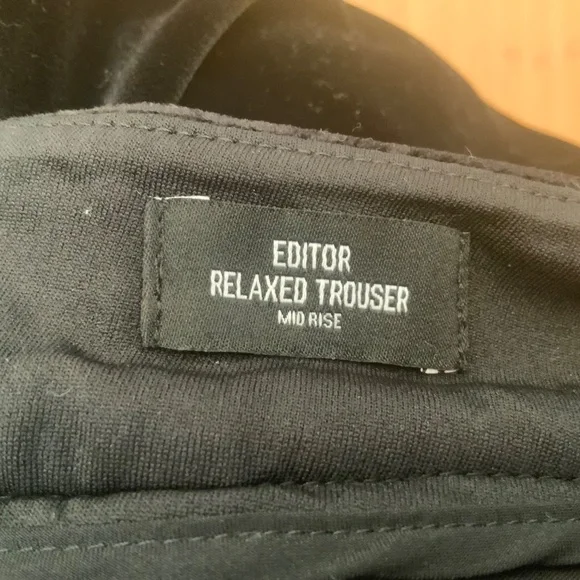 EDITOR
RELAXED TROUSER
MID RISE